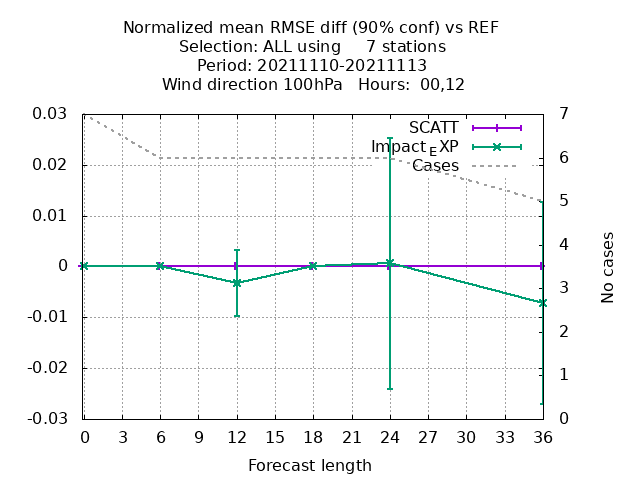 Normalized mean RMSE diff (90% conf) vs REF
Selection: ALL using     7 stations
Period: 20211110-20211113
Wind direction 100hPa   Hours:  00,12
SCATT
Impact_EXP
Cases
0.03
0.02
0.01
0
-0.01
-0.02
-0.03
7
6
5
4
3
2
1
0
No cases
0 3 6 9 12 15 18 21 24 27 30 33 36
Forecast length